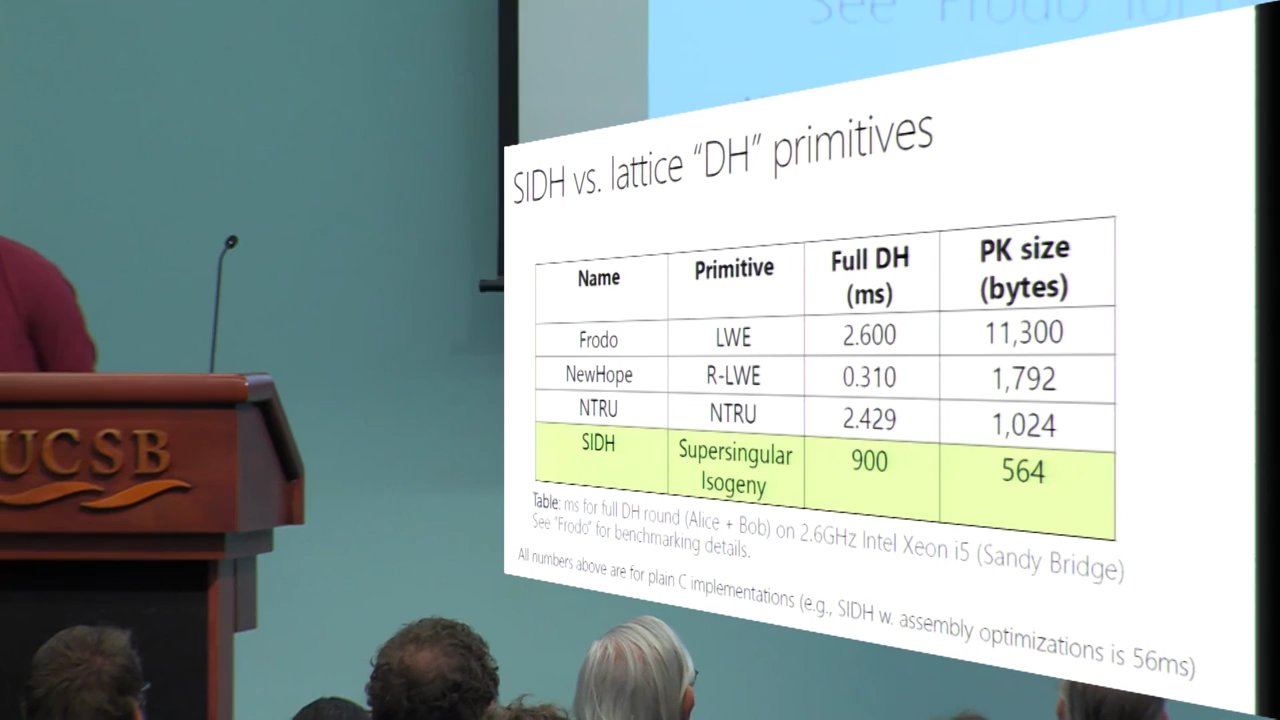 See "Frodo" for
SIDH vs. lattice “DH” primitives
Name Primitive Full DH (ms) PK size (bytes)
Frodo LWE 2.600 11,300
NewHope R-LWE 0.310 1,792
NTRU NTRU 2.429 1,024
SIDH Supersingular Isogeny 900 564
Table: ms for full DH round (Alice + Bob) on 2.6GHz Intel Xeon i5 (Sandy Bridge)
See "Frodo" for benchmarking details.
All numbers above are for plain C implementations (e.g., SIDH w. assembly optimizations is 56ms)
UCSB